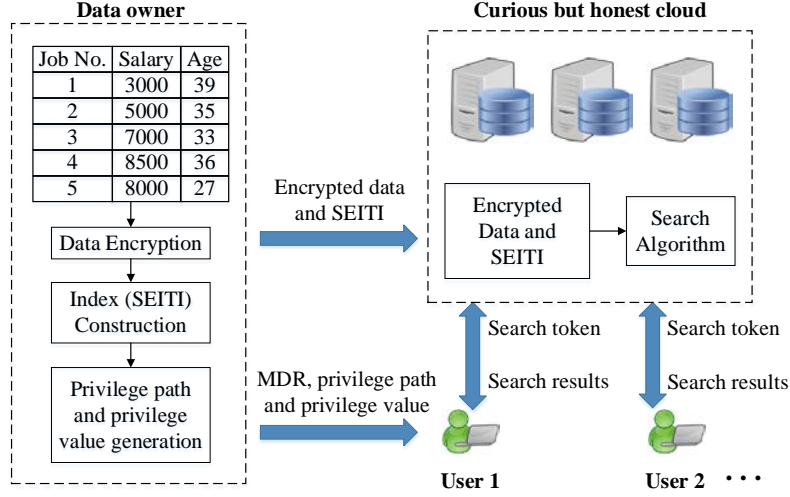 Data owner
Job No. Salary Age
1 3000 39
2 5000 35
3 7000 33
4 8500 36
5 8000 27
Data Encryption
Index (SEITI)
Construction
Privilege path
and privilege
value generation
Encrypted data
and SEITI
MDR, privilege path
and privilege value
Curious but honest cloud
Encrypted
Data and
SEITI
Search
Algorithm
Search token
Search results
Search token
Search results
User 1
User 2 • • •